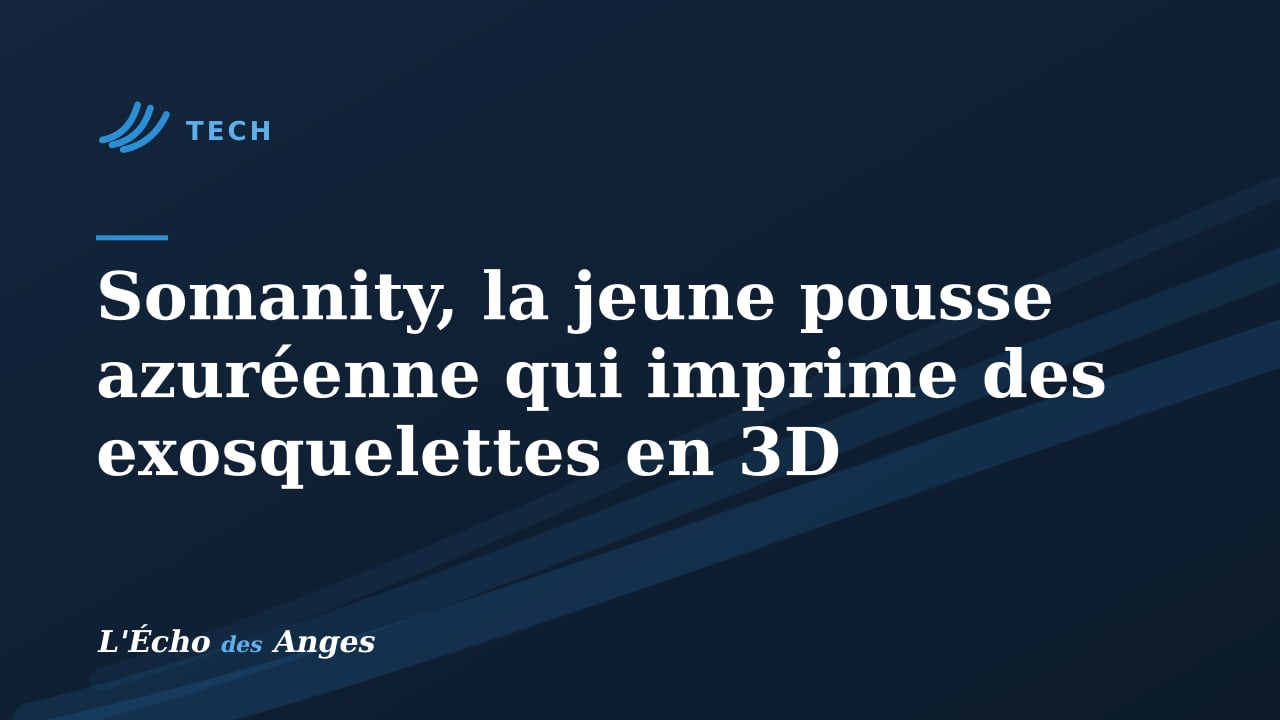 TECH
Somanity, la jeune pousse
azuréenne qui imprime des
exosquelettes en 3D
L'Écho des Anges